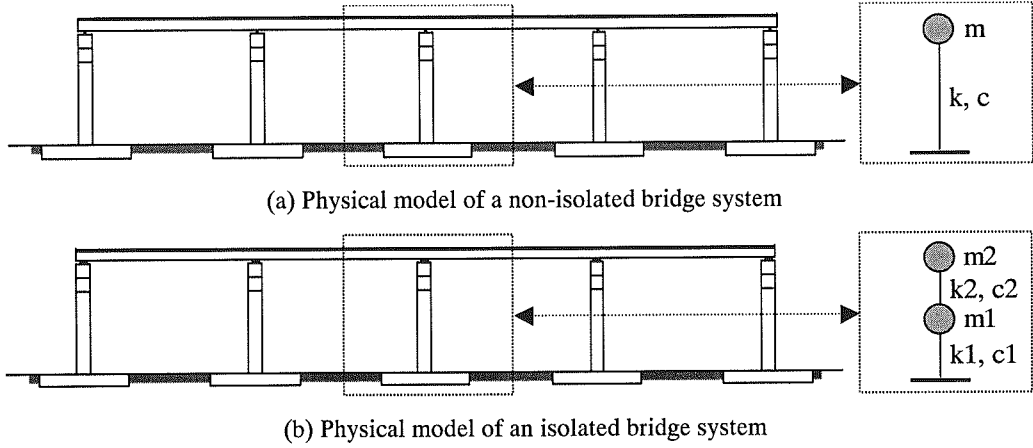 m
k, c
(a) Physical model of a non-isolated bridge system
m2
k2, c2
m1
k1, c1
(b) Physical model of an isolated bridge system